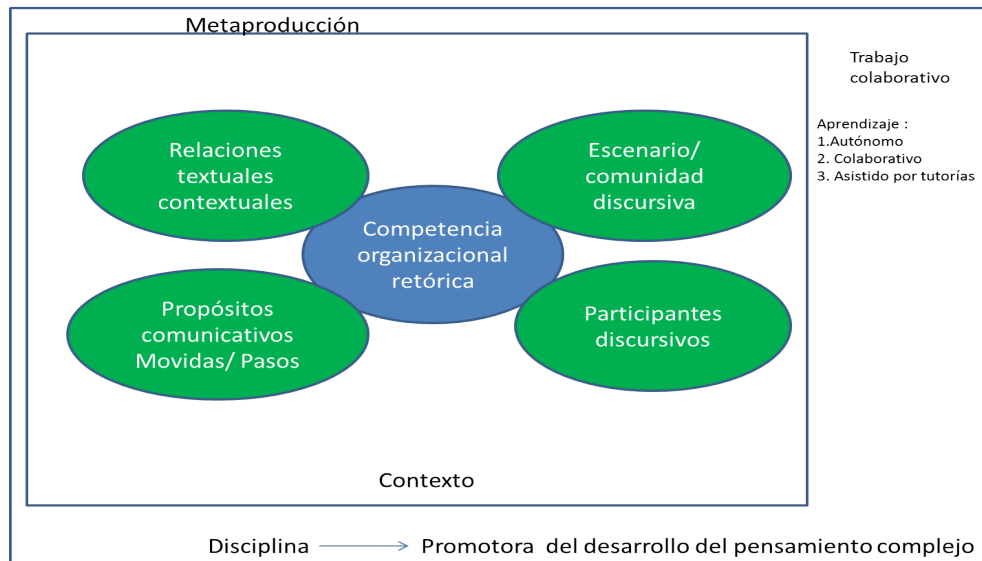 Metaproducción
Trabajo
colaborativo
Aprendizaje :
1.Autónomo
2. Colaborativo
3. Asistido por tutorías
Relaciones
textuales
contextuales
Escenario/
comunidad
discursiva
Competencia
organizacional
retórica
Propósitos
comunicativos
Movidas/ Pasos
Participantes
discursivos
Contexto
Disciplina
Promotora del desarrollo del pensamiento complejo